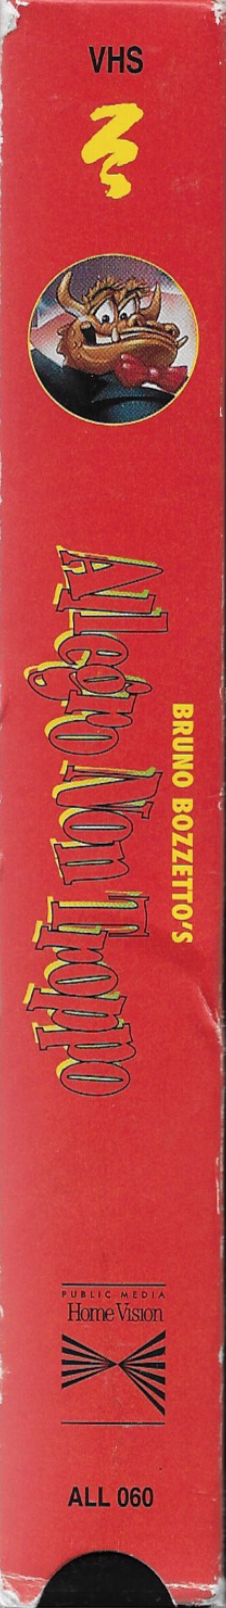 VHS
BRUNO BOZZETTO'S
Allegro Non Troppo
PUBLIC MEDIA
Home Vision
ALL 060